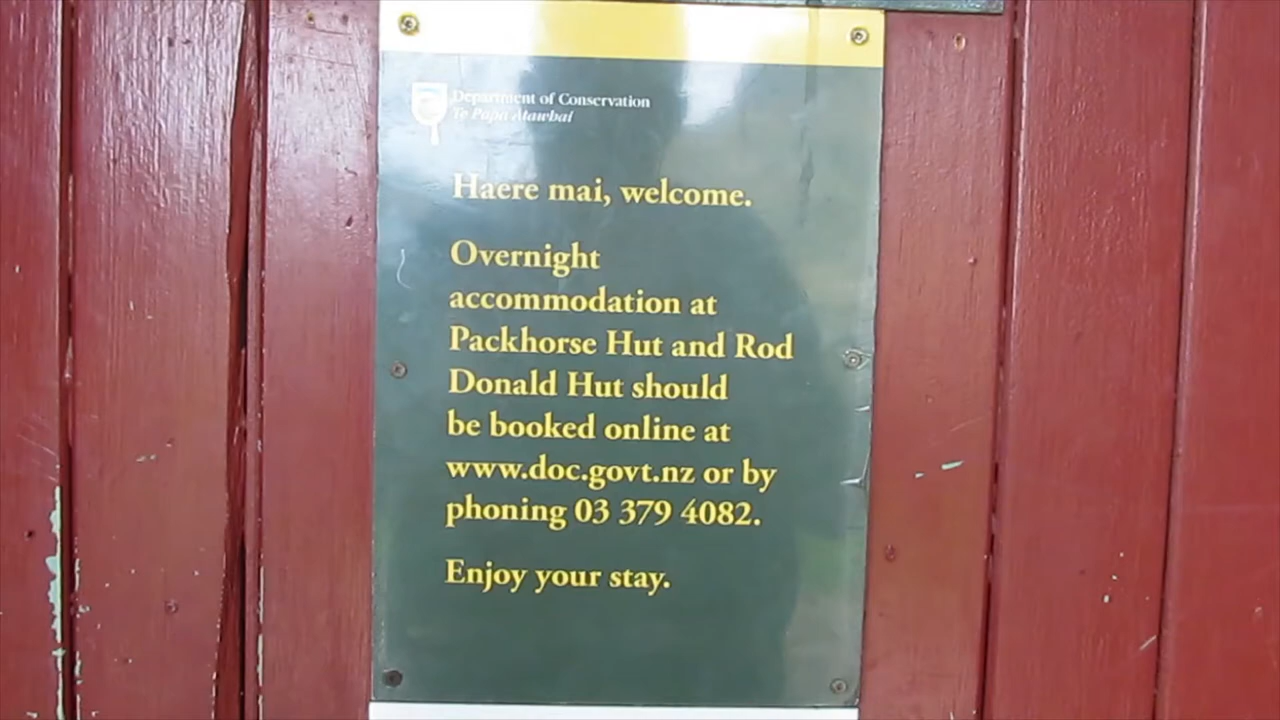 Department of Conservation
Te Papa Atawhai
Haere mai, welcome.
Overnight
accommodation at
Packhorse Hut and Rod
Donald Hut should
be booked online at
www.doc.govt.nz or by
phoning 03 379 4082.
Enjoy your stay.